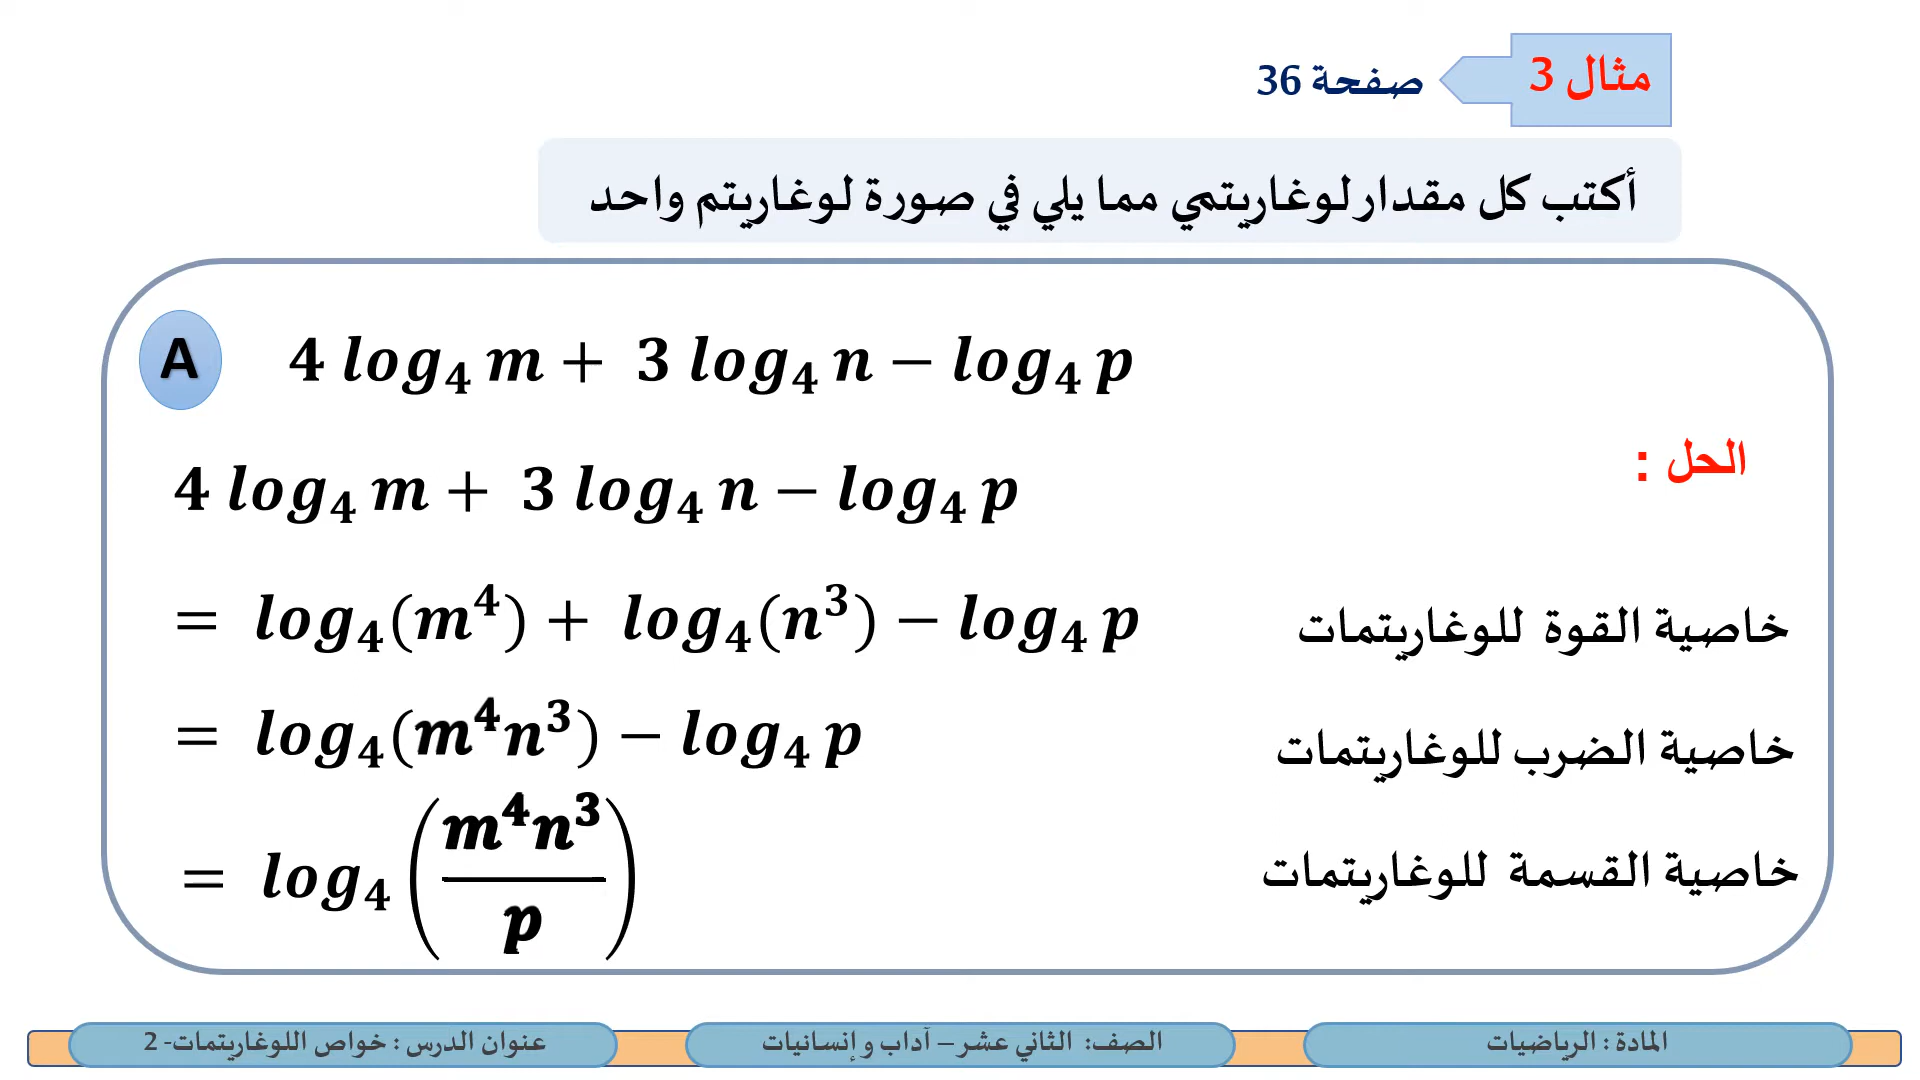 مثال 3
صفحة 36
أكتب كل مقدار لوغاريتمي مما يلي في صورة لوغاريتم واحد
A 4 log₄ m + 3 log₄ n − log₄ p
الحل :
4 log₄ m + 3 log₄ n − log₄ p
= log₄(m⁴) + log₄(n³) − log₄ p خاصية القوة للوغاريتمات
= log₄(m⁴n³) − log₄ p خاصية الضرب للوغاريتمات
= log₄(m⁴n³/p) خاصية القسمة للوغاريتمات
المادة : الرياضيات
الصف: الثاني عشر – آداب و إنسانيات
عنوان الدرس : خواص اللوغاريتمات- 2